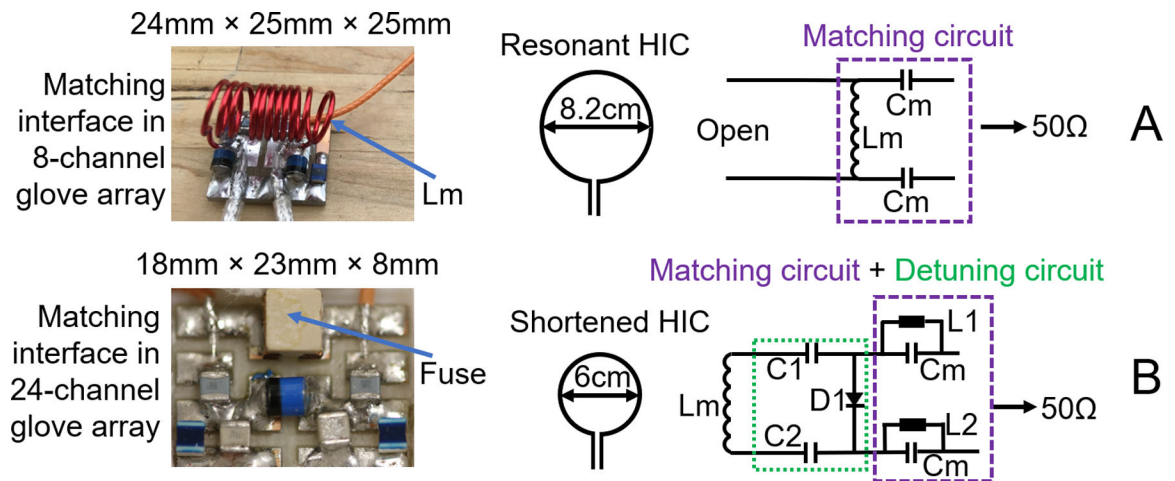 24mm × 25mm × 25mm
Matching
interface in
8-channel
glove array
Lm
Resonant HIC
8.2cm
Matching circuit
Open
Cm
Lm
Cm
50Ω
A
18mm × 23mm × 8mm
Matching
interface in
24-channel
glove array
Fuse
Shortened HIC
6cm
Matching circuit + Detuning circuit
L1
C1
Cm
Lm
D1
C2
L2
Cm
50Ω
B